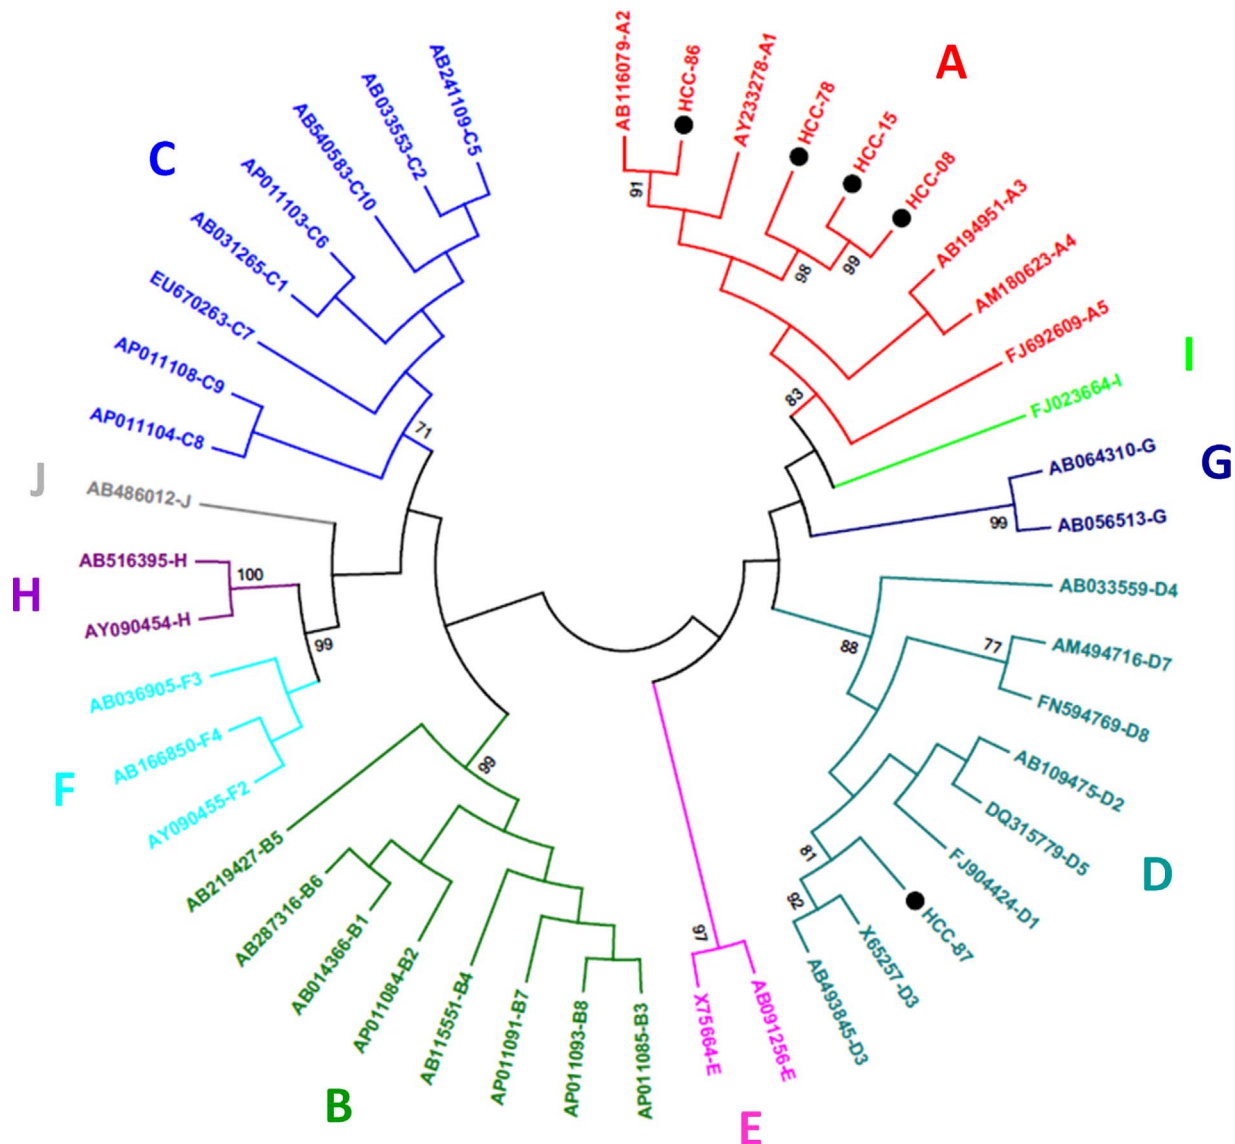 A
AB116079-A2
HCC-86
AY233278-A1
HCC-78
HCC-15
HCC-08
AB194951-A3
AM180623-A4
FJ692609-A5
91
98
99
83
I
FJ023664-I
G
AB064310-G
AB056513-G
99
D
AB033559-D4
AM494716-D7
FN594769-D8
AB109475-D2
DQ315779-D5
FJ904424-D1
HCC-87
X65257-D3
AB493845-D3
88
77
81
92
E
AB091256-E
X75664-E
97
B
AP011085-B3
AP011093-B8
AP011091-B7
AB115551-B4
AP011084-B2
AB014366-B1
AB287316-B6
AB219427-B5
99
F
AY090455-F2
AB166850-F4
AB036905-F3
99
H
AY090454-H
AB516395-H
100
J
AB486012-J
C
AP011104-C8
AP011108-C9
EU670263-C7
AB031265-C1
AP011103-C6
AB540583-C10
AB033553-C2
AB241109-C5
71